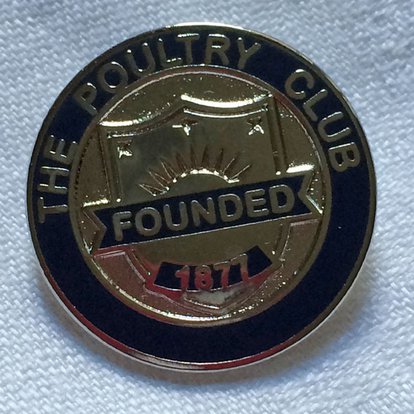 THE POULTRY CLUB
FOUNDED
1877